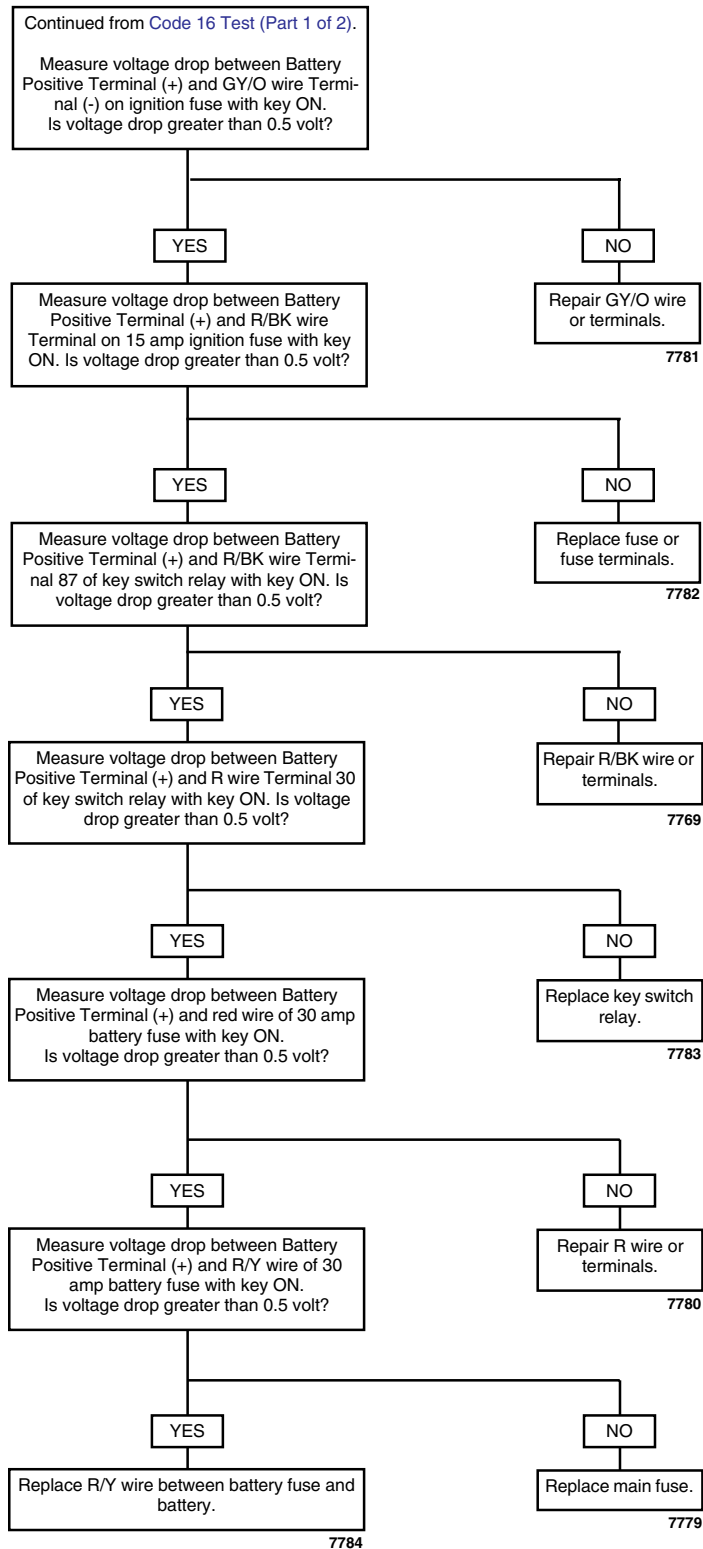 Continued from Code 16 Test (Part 1 of 2).
Measure voltage drop between Battery
Positive Terminal (+) and GY/O wire Termi-
nal (-) on ignition fuse with key ON.
Is voltage drop greater than 0.5 volt?
YES
NO
Measure voltage drop between Battery
Positive Terminal (+) and R/BK wire
Terminal on 15 amp ignition fuse with key
ON. Is voltage drop greater than 0.5 volt?
Repair GY/O wire
or terminals.
7781
YES
NO
Measure voltage drop between Battery
Positive Terminal (+) and R/BK wire Termi-
nal 87 of key switch relay with key ON. Is
voltage drop greater than 0.5 volt?
Replace fuse or
fuse terminals.
7782
YES
NO
Measure voltage drop between Battery
Positive Terminal (+) and R wire Terminal 30
of key switch relay with key ON. Is voltage
drop greater than 0.5 volt?
Repair R/BK wire or
terminals.
7769
YES
NO
Measure voltage drop between Battery
Positive Terminal (+) and red wire of 30 amp
battery fuse with key ON.
Is voltage drop greater than 0.5 volt?
Replace key switch
relay.
7783
YES
NO
Measure voltage drop between Battery
Positive Terminal (+) and R/Y wire of 30
amp battery fuse with key ON.
Is voltage drop greater than 0.5 volt?
Repair R wire or
terminals.
7780
YES
NO
Replace R/Y wire between battery fuse and
battery.
7784
Replace main fuse.
7779